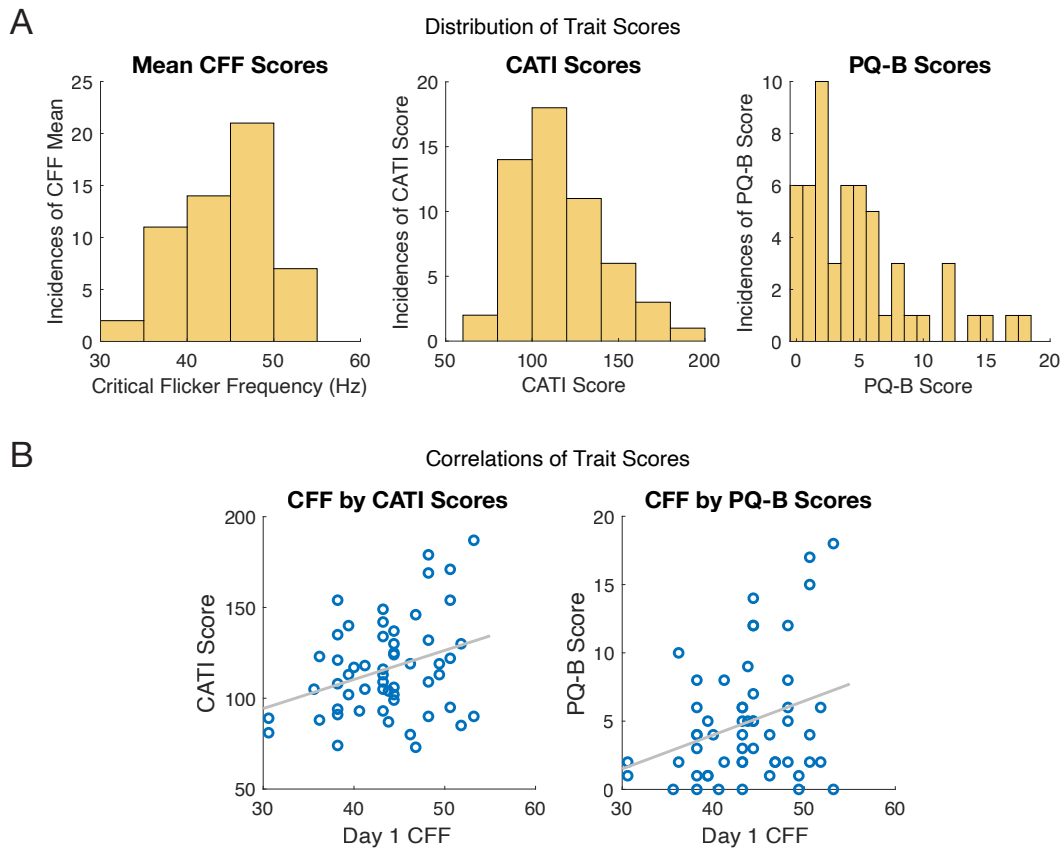 A
Distribution of Trait Scores
Mean CFF Scores
CATI Scores
PQ-B Scores
Incidences of CFF Mean
25
20
15
10
5
0
30 40 50 60
Critical Flicker Frequency (Hz)
Incidences of CATI Score
20
15
10
5
0
50 100 150 200
CATI Score
Incidences of PQ-B Score
10
8
6
4
2
0
0 5 10 15 20
PQ-B Score
B
Correlations of Trait Scores
CFF by CATI Scores
CFF by PQ-B Scores
CATI Score
200
150
100
50
30 40 50 60
Day 1 CFF
PQ-B Score
20
15
10
5
0
30 40 50 60
Day 1 CFF